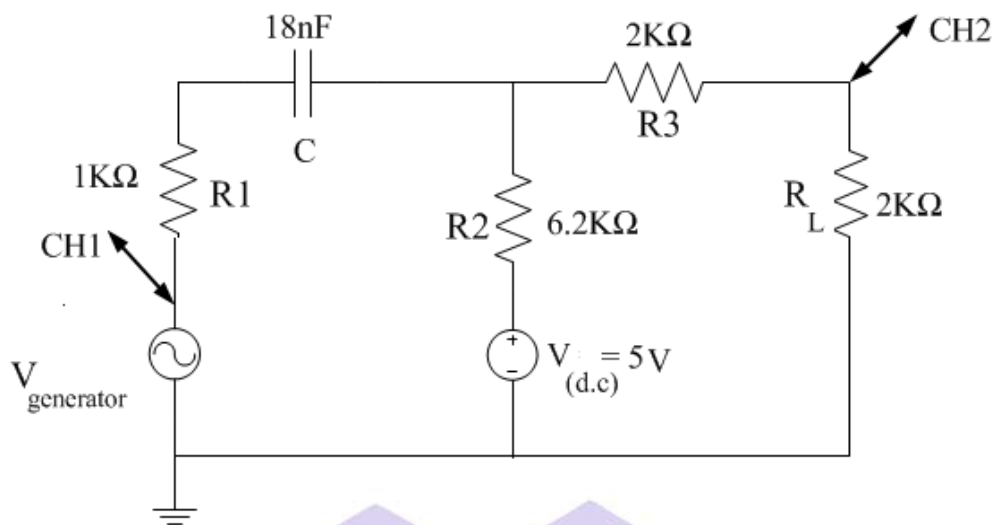 18nF
C
2KΩ
R3
CH2
1KΩ
R1
CH1
R2
6.2KΩ
R
L
2KΩ
V
generator
+
-
V = 5V
(d.c)